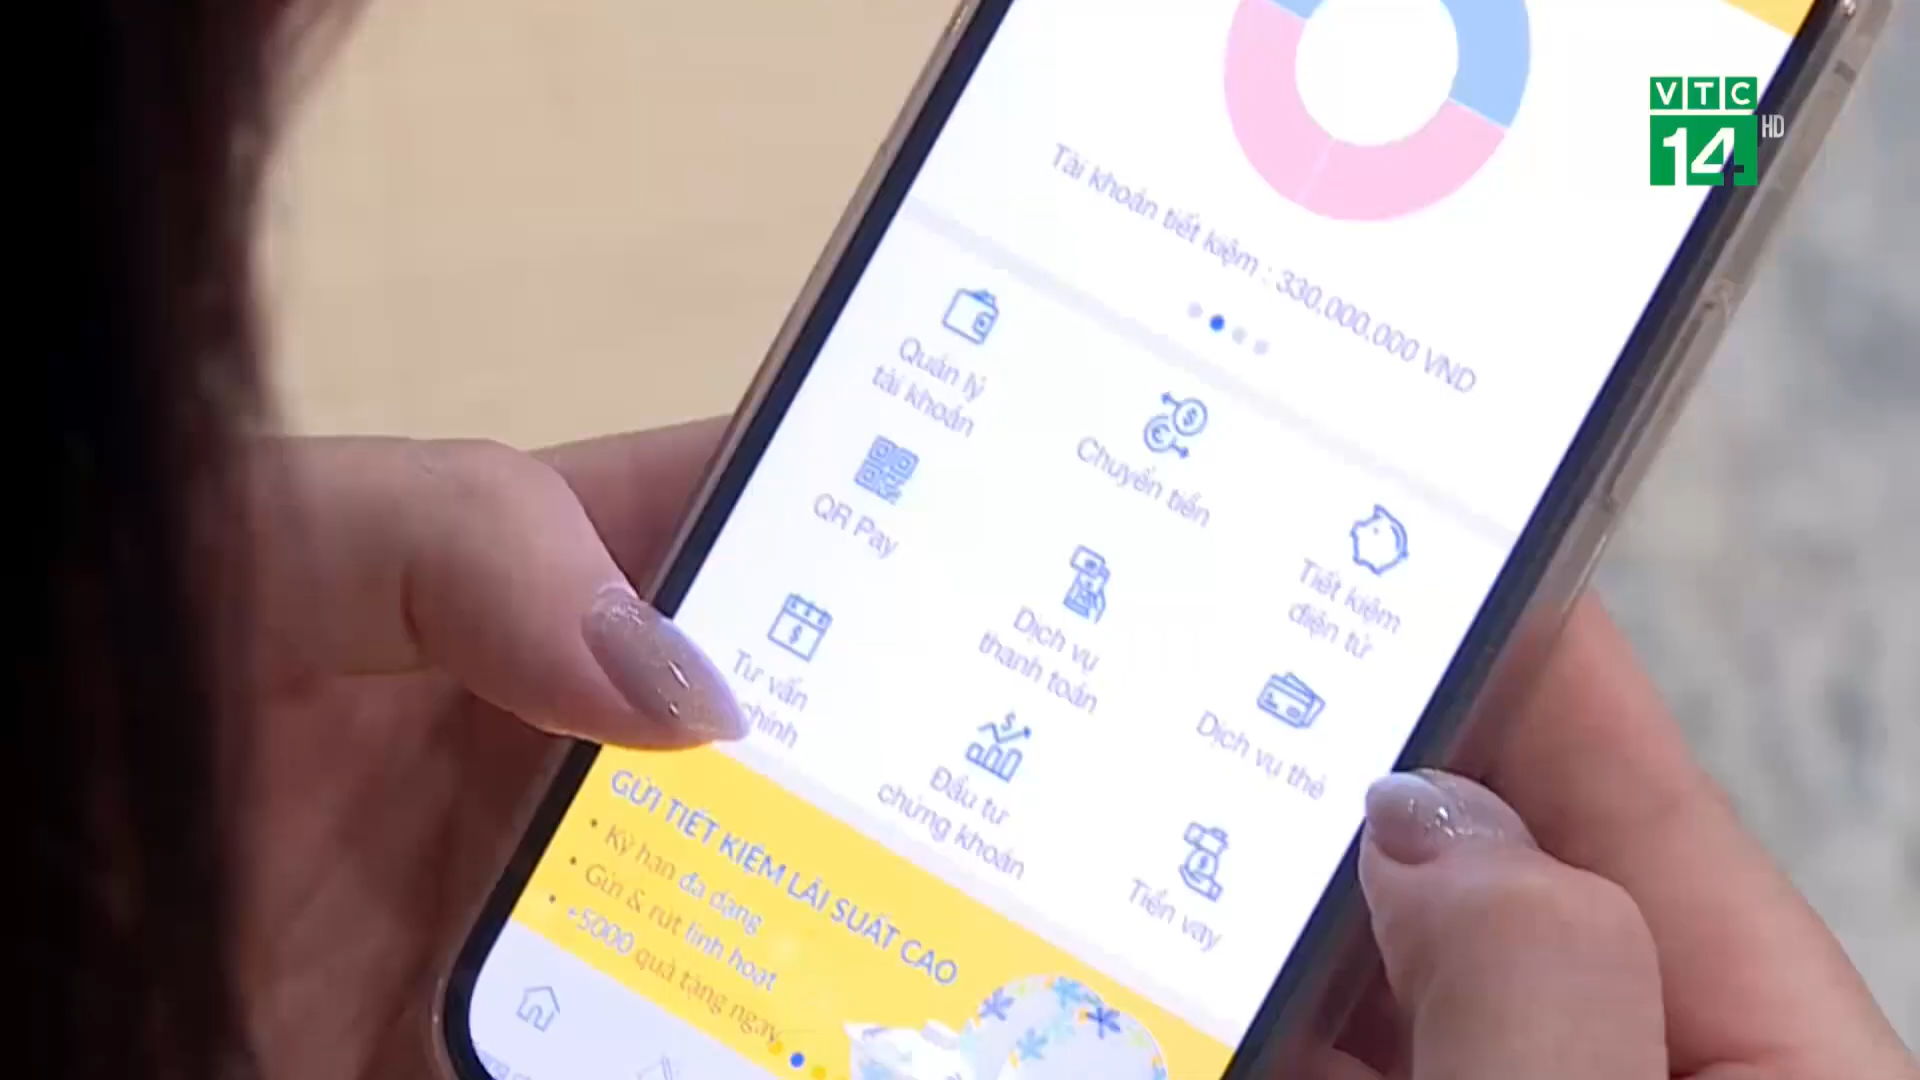 VTC
14 HD
Tài khoản tiết kiệm : 330,000,000 VND
Quản lý
tài khoản
Chuyển tiền
Tiết kiệm
điện tử
QR Pay
Dịch vụ
thanh toán
Dịch vụ thẻ
Tư vấn
chính
Đầu tư
chứng khoán
Tiền vay
GỬI TIẾT KIỆM LÃI SUẤT CAO
• Kỳ hạn đa dạng
• Gửi & rút linh hoạt
• +5000 quà tặng ngay